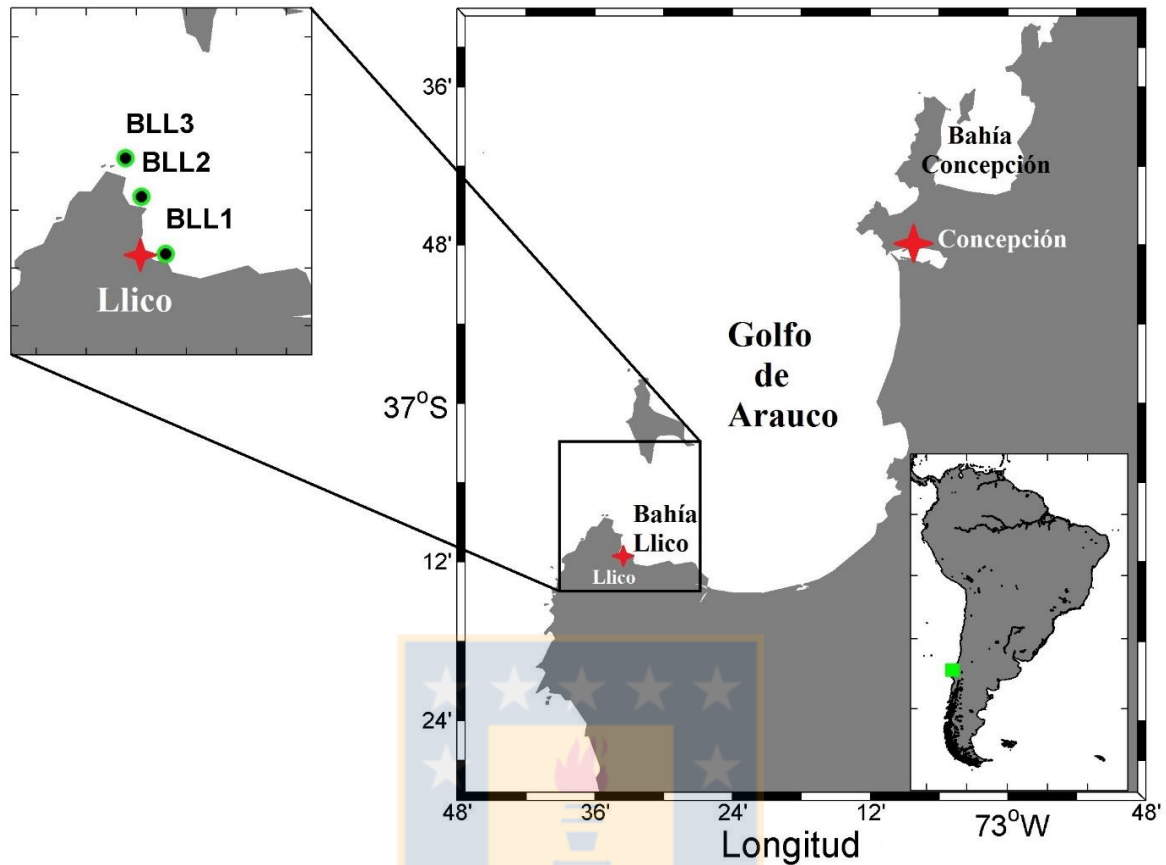 BLL3
BLL2
BLL1
Llico
36'
48'
37°S
12'
24'
Bahía
Concepción
Concepción
Golfo
de
Arauco
Bahía
Llico
Llico
48'
36'
24'
12'
73°W
48'
Longitud